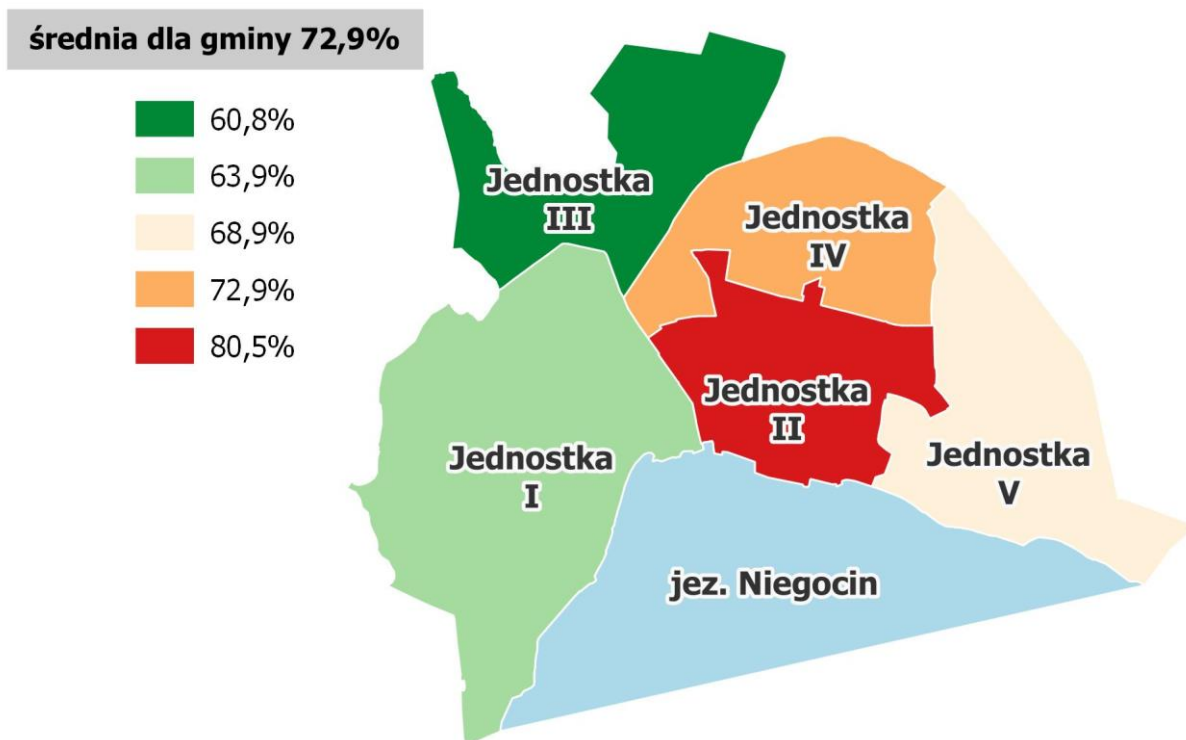 średnia dla gminy 72,9%
60,8%
63,9%
68,9%
72,9%
80,5%
Jednostka
III
Jednostka
IV
Jednostka
II
Jednostka
I
Jednostka
V
jez. Niegocin